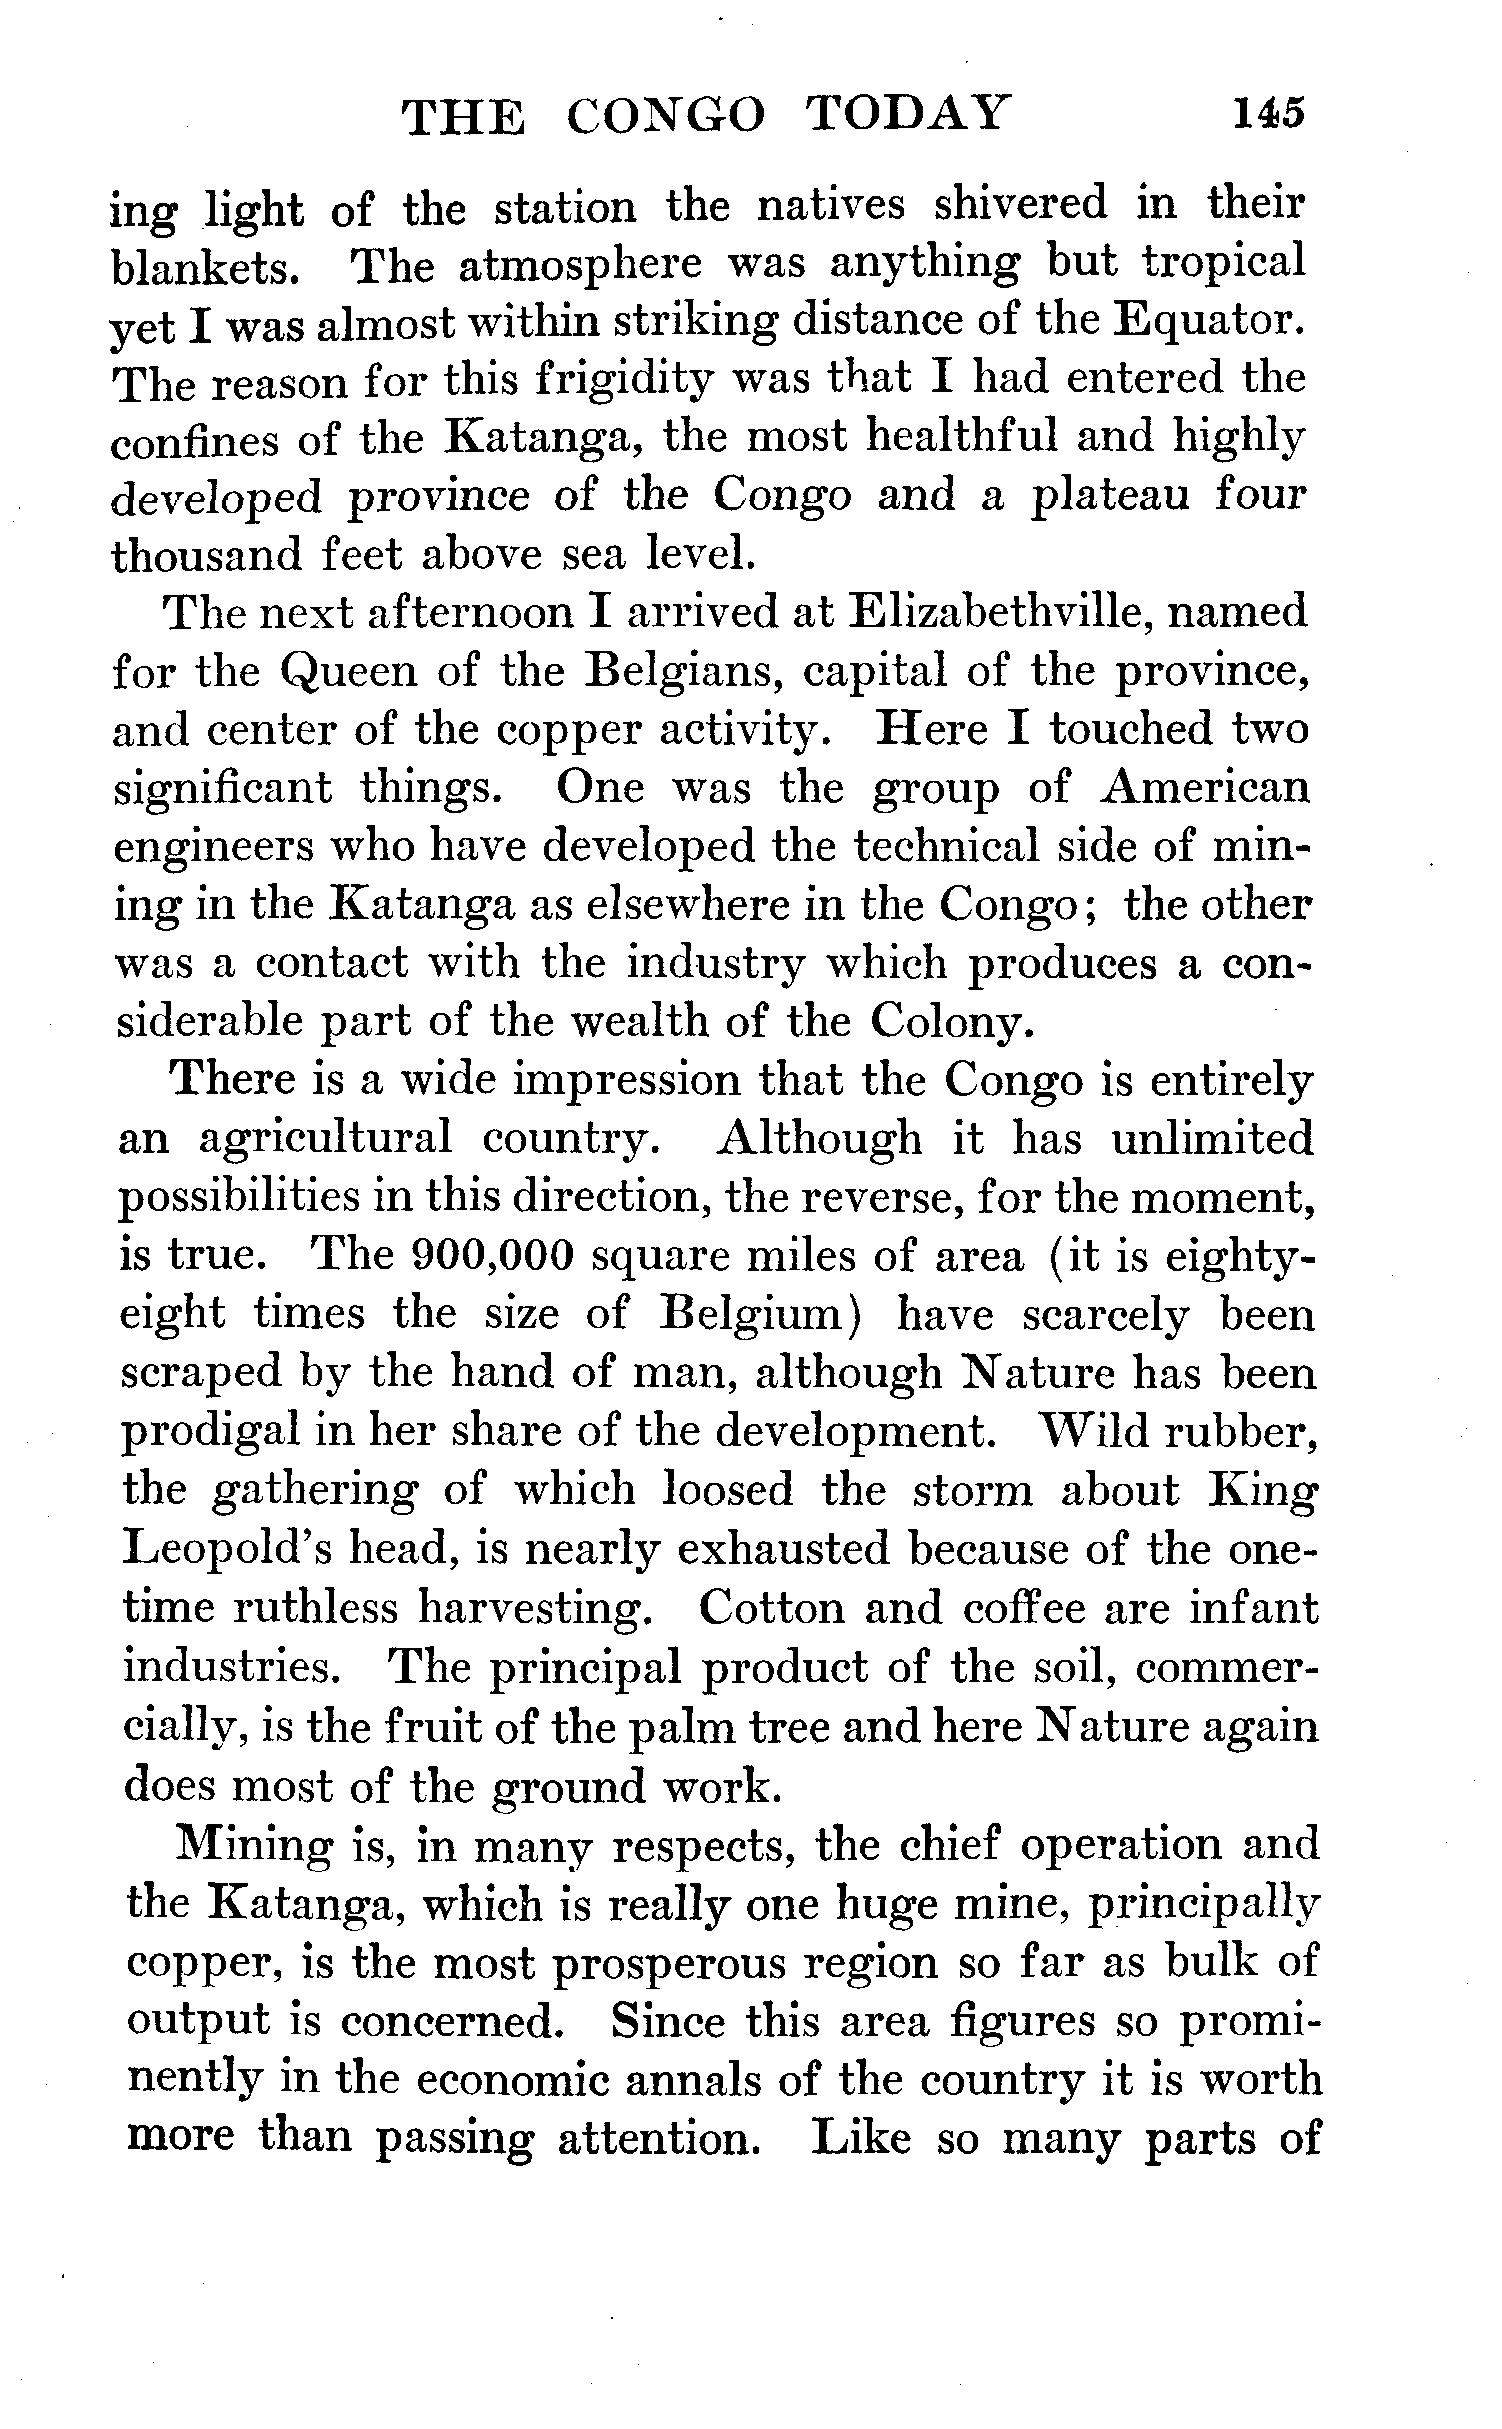 THE CONGO TODAY 145
ing light of the station the natives shivered in their
blankets. The atmosphere was anything but tropical
yet I was almost within striking distance of the Equator.
The reason for this frigidity was that I had entered the
confines of the Katanga, the most healthful and highly
developed province of the Congo and a plateau four
thousand feet above sea level.
The next afternoon I arrived at Elizabethville, named
for the Queen of the Belgians, capital of the province,
and center of the copper activity. Here I touched two
significant things. One was the group of American
engineers who have developed the technical side of min-
ing in the Katanga as elsewhere in the Congo; the other
was a contact with the industry which produces a con-
siderable part of the wealth of the Colony.
There is a wide impression that the Congo is entirely
an agricultural country. Although it has unlimited
possibilities in this direction, the reverse, for the moment,
is true. The 900,000 square miles of area (it is eighty-
eight times the size of Belgium) have scarcely been
scraped by the hand of man, although Nature has been
prodigal in her share of the development. Wild rubber,
the gathering of which loosed the storm about King
Leopold's head, is nearly exhausted because of the one-
time ruthless harvesting. Cotton and coffee are infant
industries. The principal product of the soil, commer-
cially, is the fruit of the palm tree and here Nature again
does most of the ground work.
Mining is, in many respects, the chief operation and
the Katanga, which is really one huge mine, principally
copper, is the most prosperous region so far as bulk of
output is concerned. Since this area figures so promi-
nently in the economic annals of the country it is worth
more than passing attention. Like so many parts of